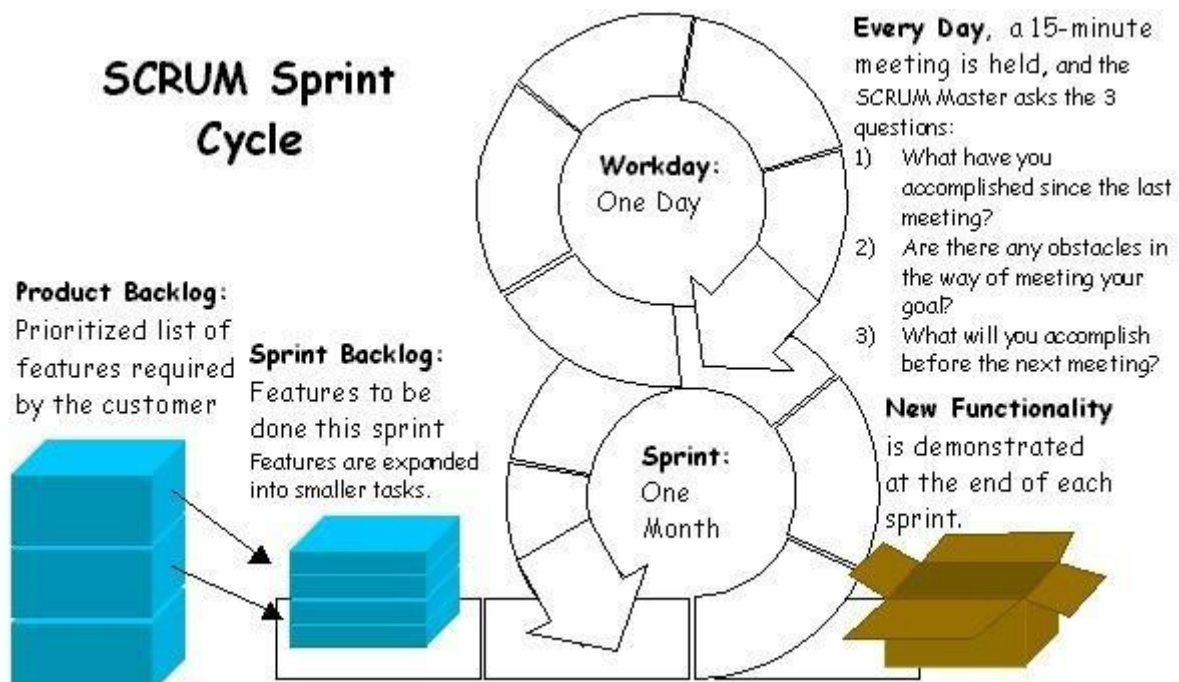 SCRUM Sprint
Cycle
Every Day, a 15-minute
meeting is held, and the
SCRUM Master asks the 3
questions:
1) What have you
accomplished since the last
meeting?
2) Are there any obstacles in
the way of meeting your
goal?
3) What will you accomplish
before the next meeting?
Workday:
One Day
Product Backlog:
Prioritized list of
features required
by the customer
Sprint Backlog:
Features to be
done this sprint
Features are expanded
into smaller tasks.
Sprint:
One
Month
New Functionality
is demonstrated
at the end of each
sprint.